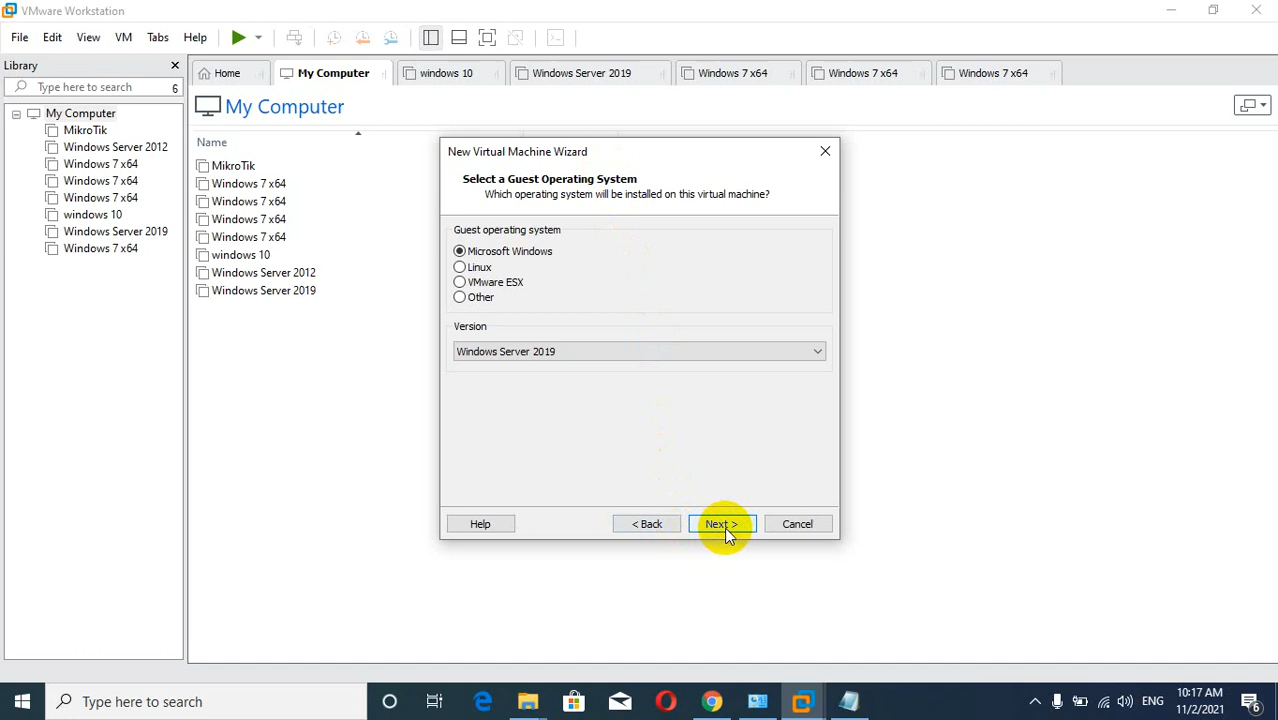 VMware Workstation
File Edit View VM Tabs Help
Library
Type here to search 6
My Computer
MikroTik
Windows Server 2012
Windows 7 x64
Windows 7 x64
Windows 7 x64
windows 10
Windows Server 2019
Windows 7 x64
Home My Computer windows 10 Windows Server 2019 Windows 7 x64 Windows 7 x64 Windows 7 x64
My Computer
Name
MikroTik
Windows 7 x64
Windows 7 x64
Windows 7 x64
Windows 7 x64
windows 10
Windows Server 2012
Windows Server 2019
New Virtual Machine Wizard
Select a Guest Operating System
Which operating system will be installed on this virtual machine?
Guest operating system
Microsoft Windows
Linux
VMware ESX
Other
Version
Windows Server 2019
Help < Back Next > Cancel
Type here to search
ENG
10:17 AM
11/2/2021
6